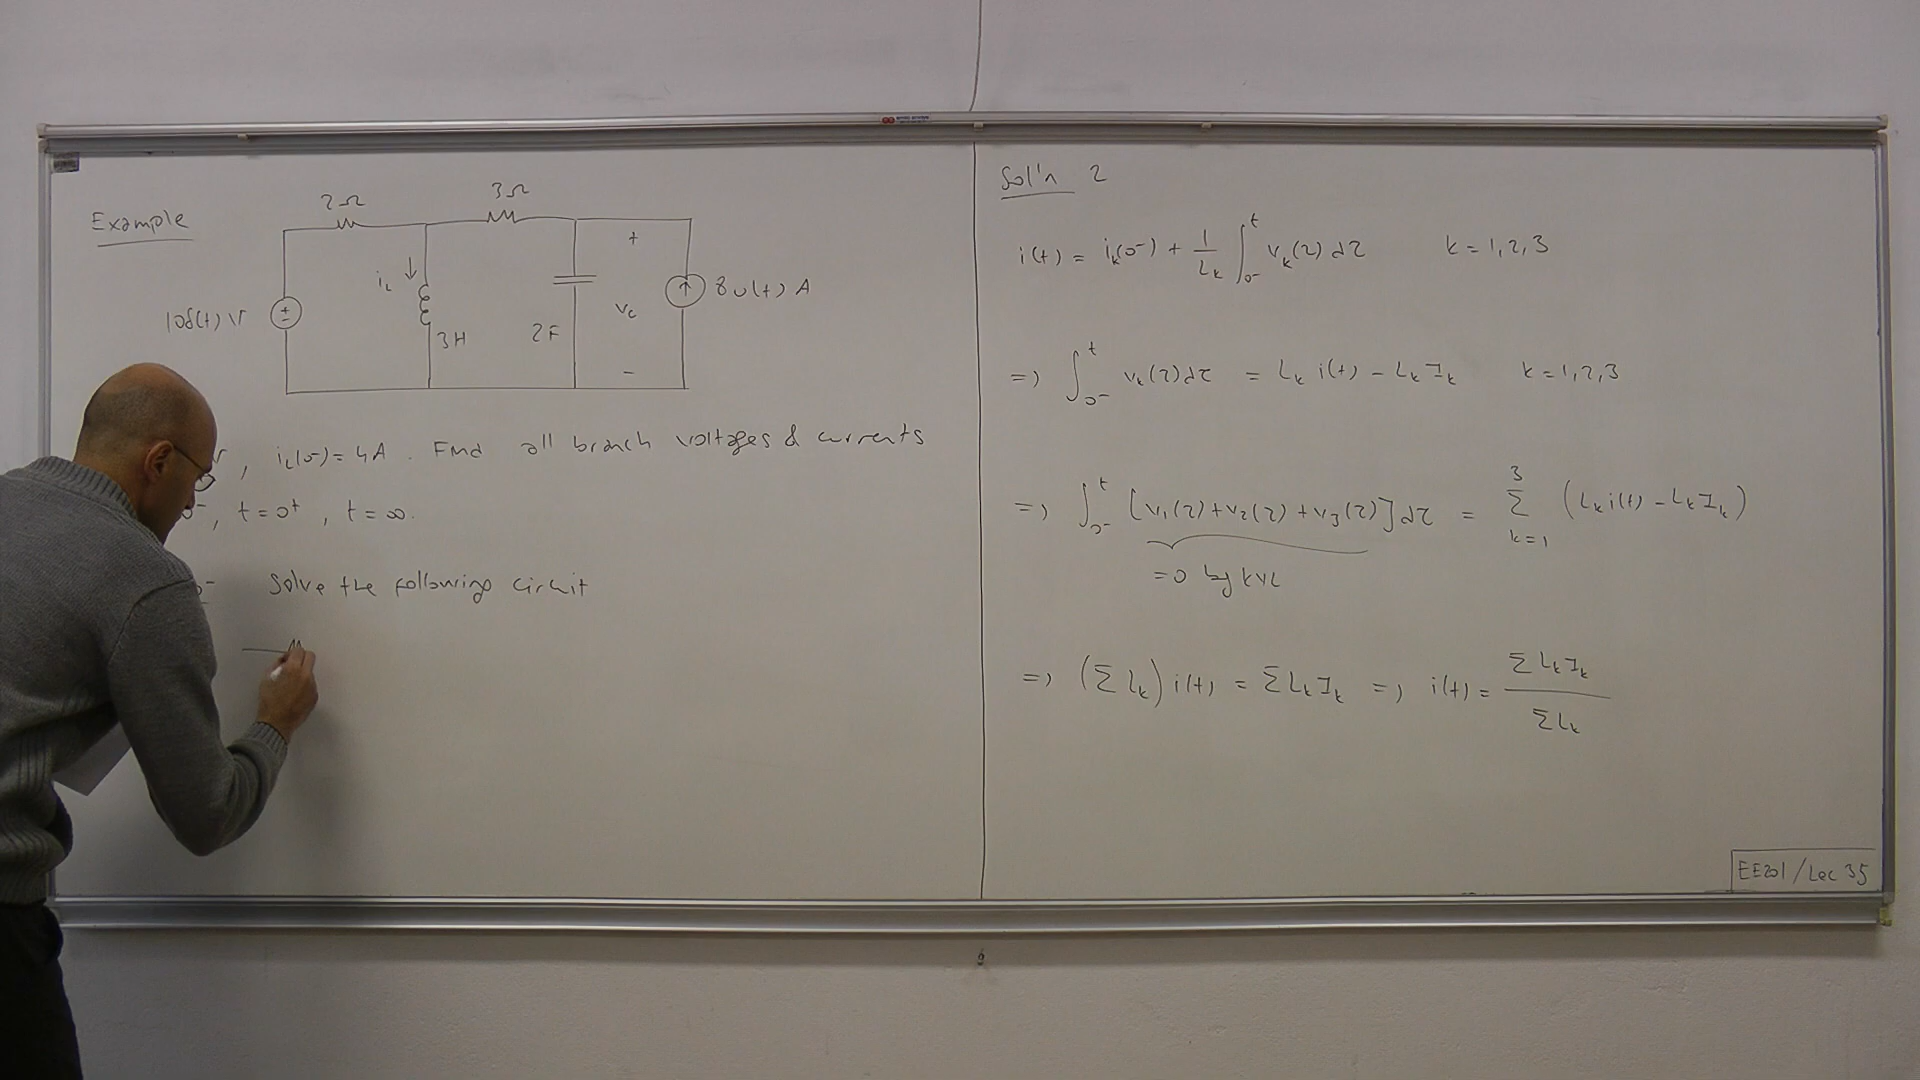 Example
2Ω
3Ω
10δ(t) V
i_L
3H
2F
+
v_c
-
8u(t) A
, i_L(0⁻)=4A . Find all branch voltages & currents
0⁻, t=0⁺, t=∞.
0⁻ Solve the following circuit
Sol'n 2
i(t) = i_k(0⁻) + 1/L_k ∫_{0⁻}^{t} v_k(τ)dτ k=1,2,3
=> ∫_{0⁻}^{t} v_k(τ)dτ = L_k i(t) - L_k I_k k=1,2,3
=> ∫_{0⁻}^{t} [v_1(τ)+v_2(τ)+v_3(τ)]dτ = Σ_{k=1}^{3} (L_k i(t) - L_k I_k)
=0 by KVL
=> (Σ L_k) i(t) = Σ L_k I_k => i(t) = Σ L_k I_k / Σ L_k
EE201/Lec 35